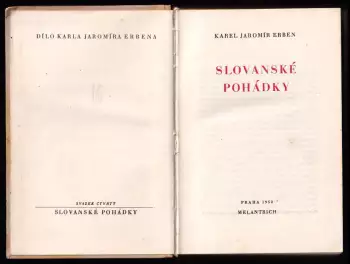 DÍLO KARLA JAROMÍRA ERBENA
SVAZEK ČTVRTÝ
SLOVANSKÉ POHÁDKY
KAREL JAROMÍR ERBEN
SLOVANSKÉ
POHÁDKY
PRAHA
MELANTRICH